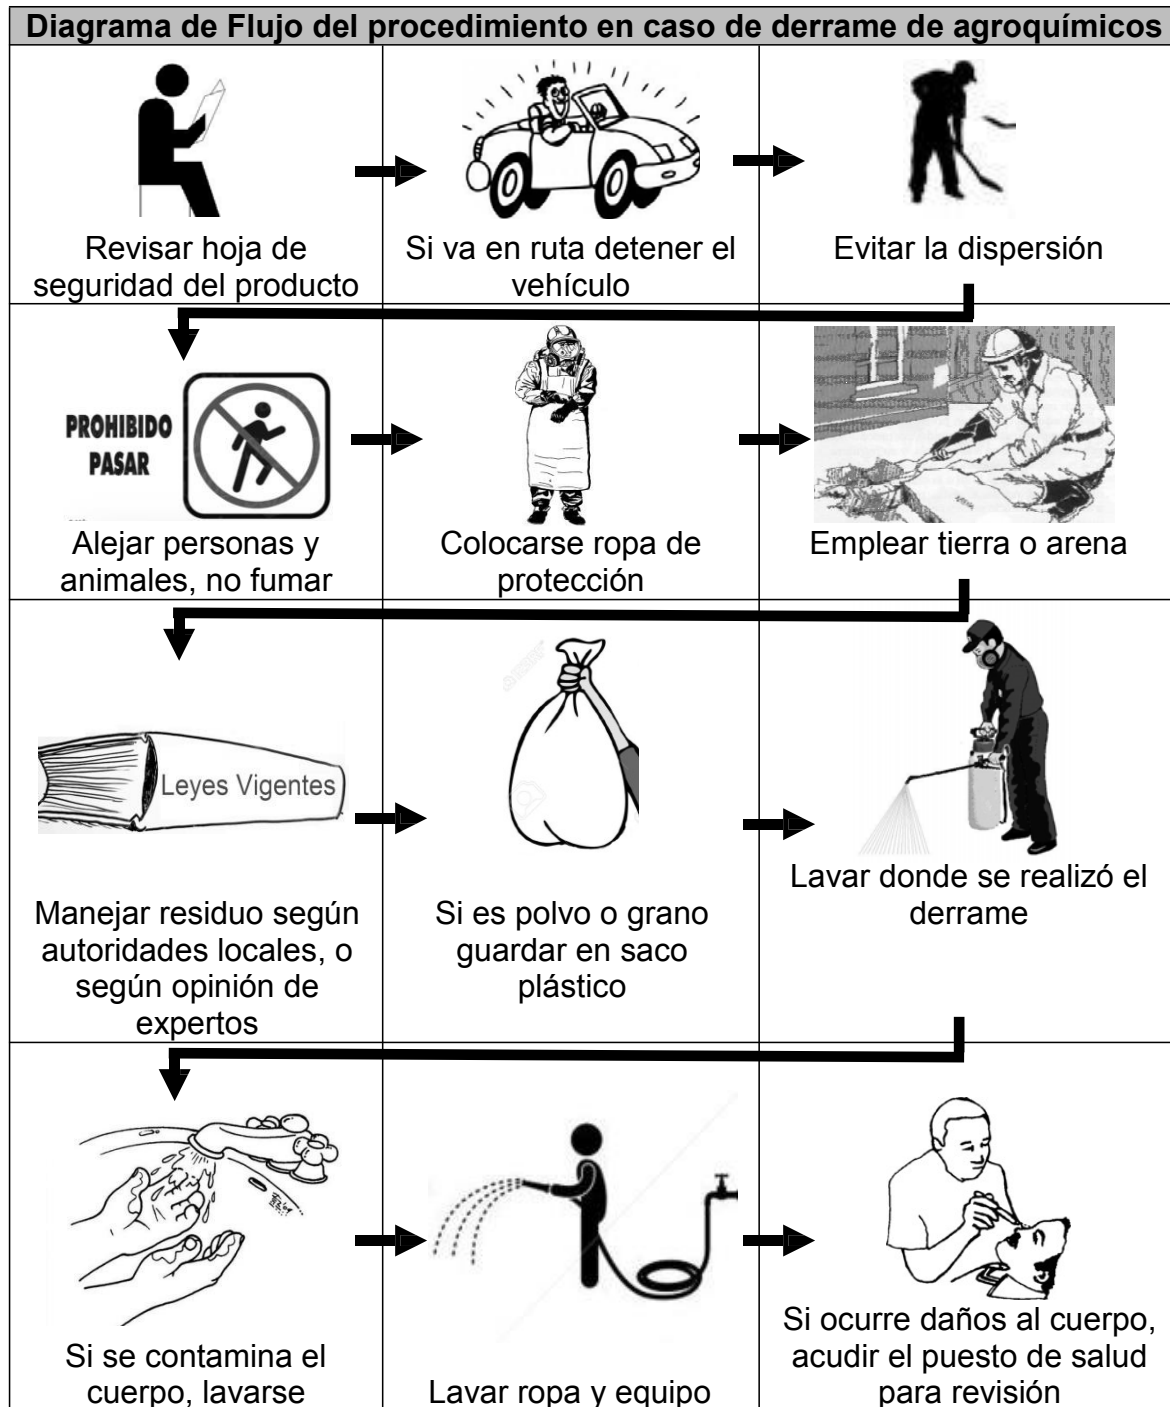 Diagrama de Flujo del procedimiento en caso de derrame de agroquímicos
Revisar hoja de
seguridad del producto
Si va en ruta detener el
vehículo
Evitar la dispersión
PROHIBIDO
PASAR
Alejar personas y
animales, no fumar
Colocarse ropa de
protección
Emplear tierra o arena
Leyes Vigentes
Manejar residuo según
autoridades locales, o
según opinión de
expertos
Si es polvo o grano
guardar en saco
plástico
Lavar donde se realizó el
derrame
Si se contamina el
cuerpo, lavarse
Lavar ropa y equipo
Si ocurre daños al cuerpo,
acudir el puesto de salud
para revisión